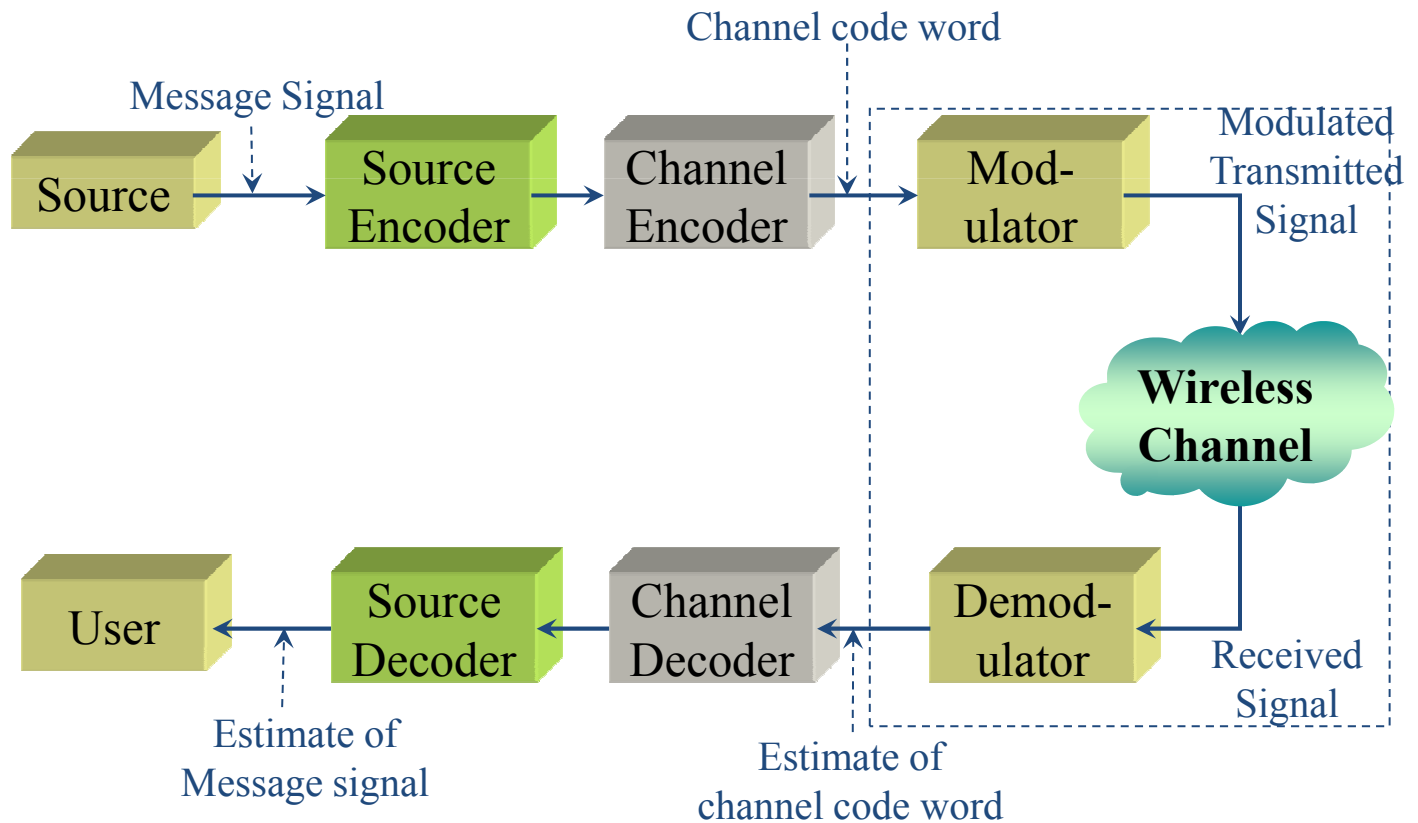 Channel code word
Message Signal
Source
Source
Encoder
Channel
Encoder
Mod-
ulator
Modulated
Transmitted
Signal
Wireless
Channel
User
Source
Decoder
Channel
Decoder
Demod-
ulator
Received
Signal
Estimate of
Message signal
Estimate of
channel code word